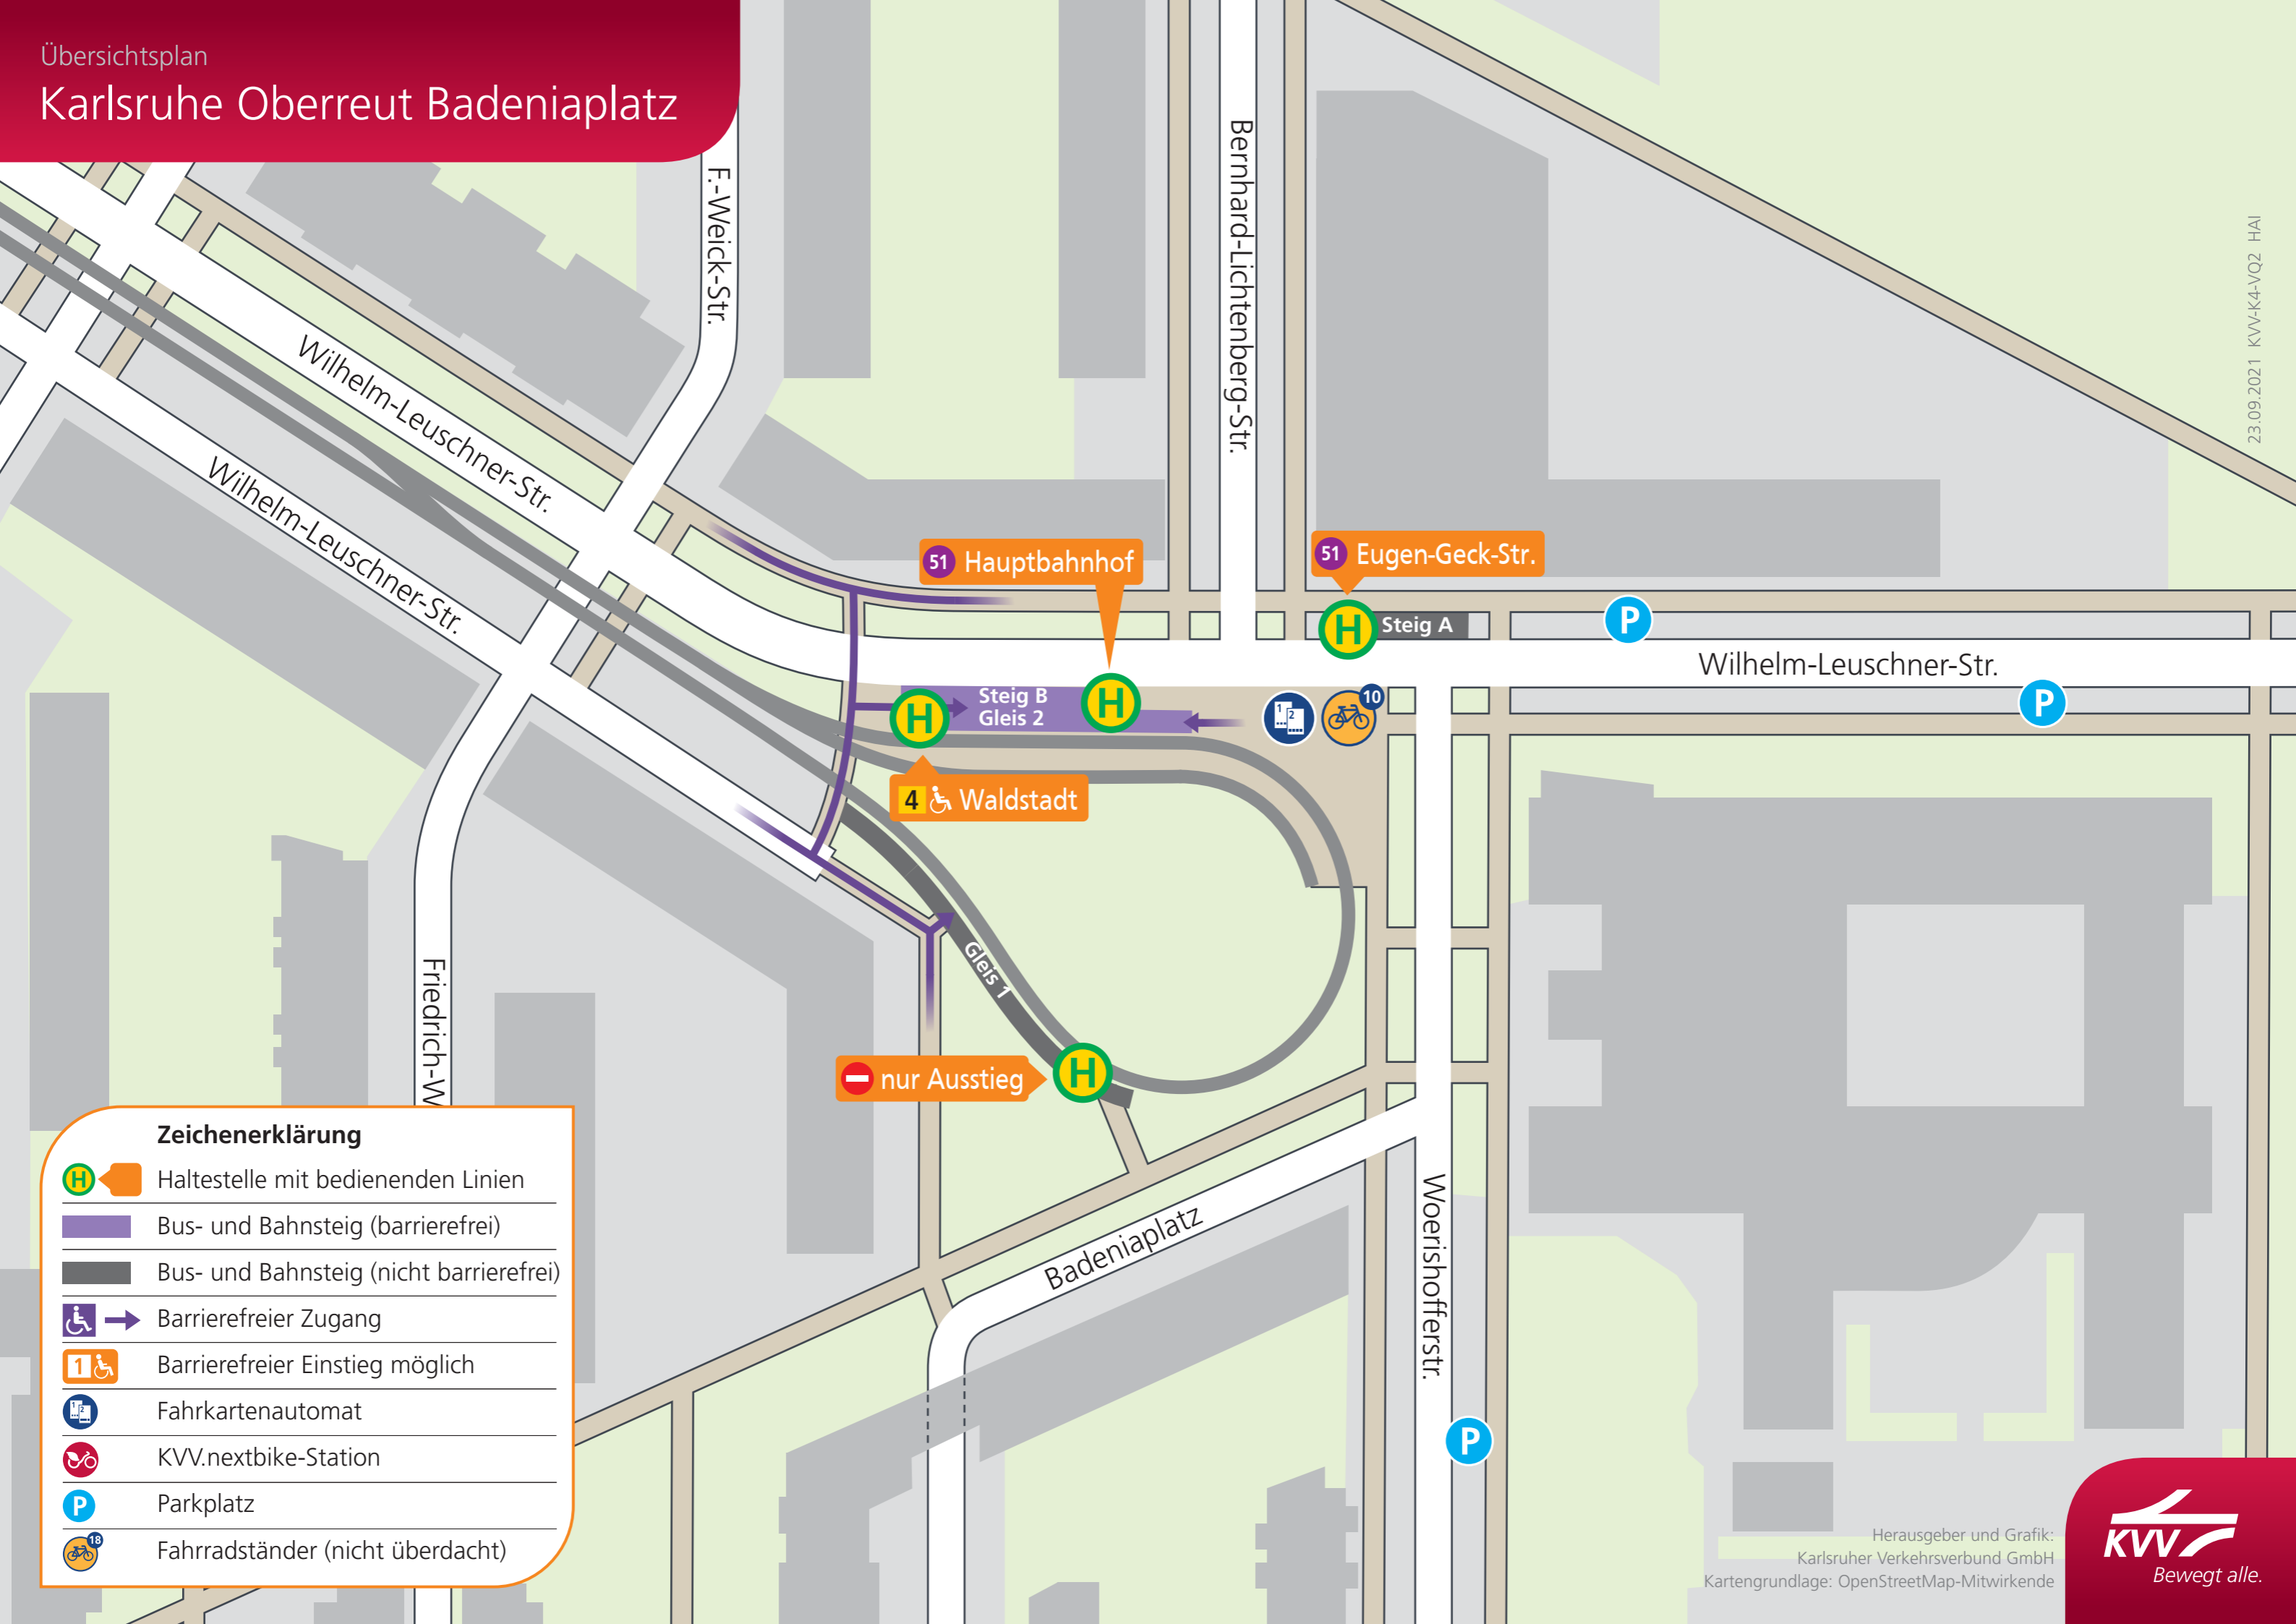 Übersichtsplan
Karlsruhe Oberreut Badeniaplatz
F.-Weick-Str.
Bernhard-Lichtenberg-Str.
23.09.2021 KVV-K4-VQ2 HAI
Wilhelm-Leuschner-Str.
Wilhelm-Leuschner-Str.
51 Hauptbahnhof
51 Eugen-Geck-Str.
H
Steig A
P
Wilhelm-Leuschner-Str.
H
Steig B
Gleis 2
H
1 2
10
P
4 Waldstadt
Gleis 1
Friedrich-W
nur Ausstieg
H
Badeniaplatz
Woerishofferstr.
P
Zeichenerklärung
H Haltestelle mit bedienenden Linien
Bus- und Bahnsteig (barrierefrei)
Bus- und Bahnsteig (nicht barrierefrei)
Barrierefreier Zugang
1 Barrierefreier Einstieg möglich
1 2 Fahrkartenautomat
KVV.nextbike-Station
P Parkplatz
18 Fahrradständer (nicht überdacht)
Herausgeber und Grafik:
Karlsruher Verkehrsverbund GmbH
Kartengrundlage: OpenStreetMap-Mitwirkende
KVV
Bewegt alle.